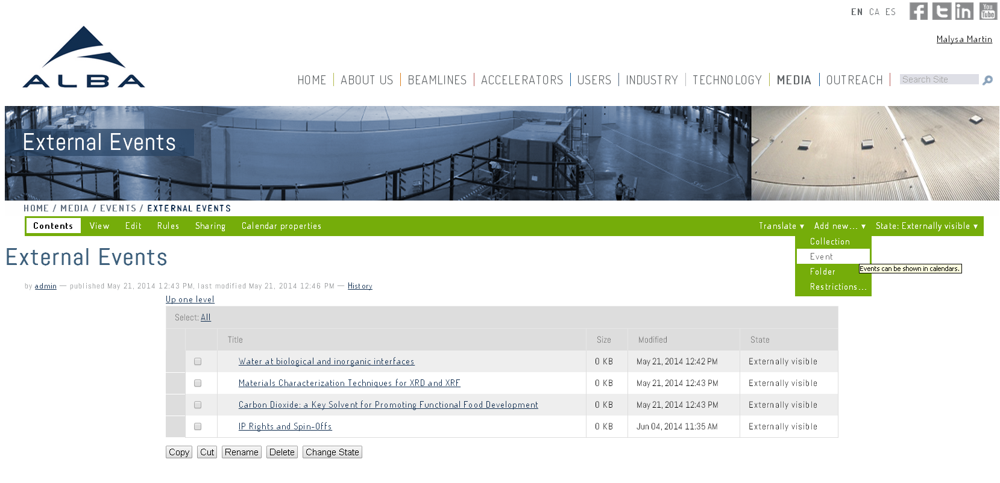 EN CA ES
You Tube
Malysa Martin
ALBA
HOME ABOUT US BEAMLINES ACCELERATORS USERS INDUSTRY TECHNOLOGY MEDIA OUTREACH Search Site
External Events
HOME / MEDIA / EVENTS / EXTERNAL EVENTS
Contents View Edit Rules Sharing Calendar properties Translate ▾ Add new... ▾ State: Externally visible ▾
Collection
Event
Events can be shown in calendars.
Folder
Restrictions...
External Events
by admin — published May 21, 2014 12:43 PM, last modified May 21, 2014 12:46 PM — History
Up one level
Select: All
Title Size Modified State
Water at biological and inorganic interfaces 0 KB May 21, 2014 12:42 PM Externally visible
Materials Characterization Techniques for XRD and XRF 0 KB May 21, 2014 12:43 PM Externally visible
Carbon Dioxide: a Key Solvent for Promoting Functional Food Development 0 KB May 21, 2014 12:43 PM Externally visible
IP Rights and Spin-Offs 0 KB Jun 04, 2014 11:35 AM Externally visible
Copy Cut Rename Delete Change State